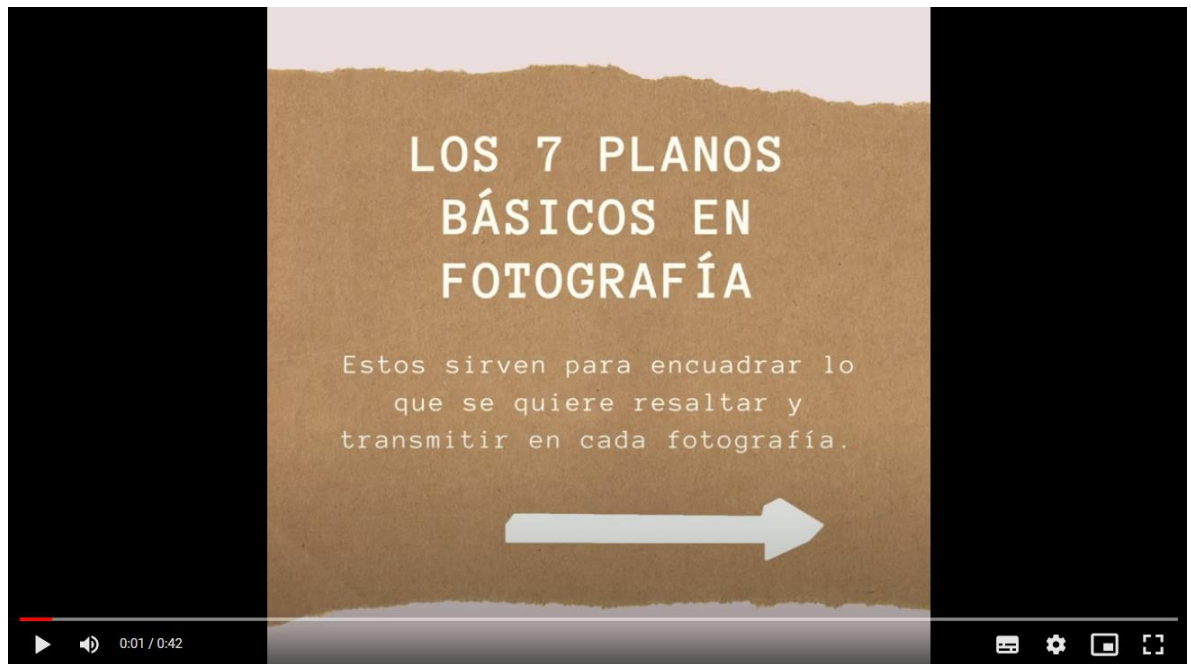 LOS 7 PLANOS
BÁSICOS EN
FOTOGRAFÍA
Estos sirven para encuadrar lo
que se quiere resaltar y
transmitir en cada fotografía.
0:01 / 0:42